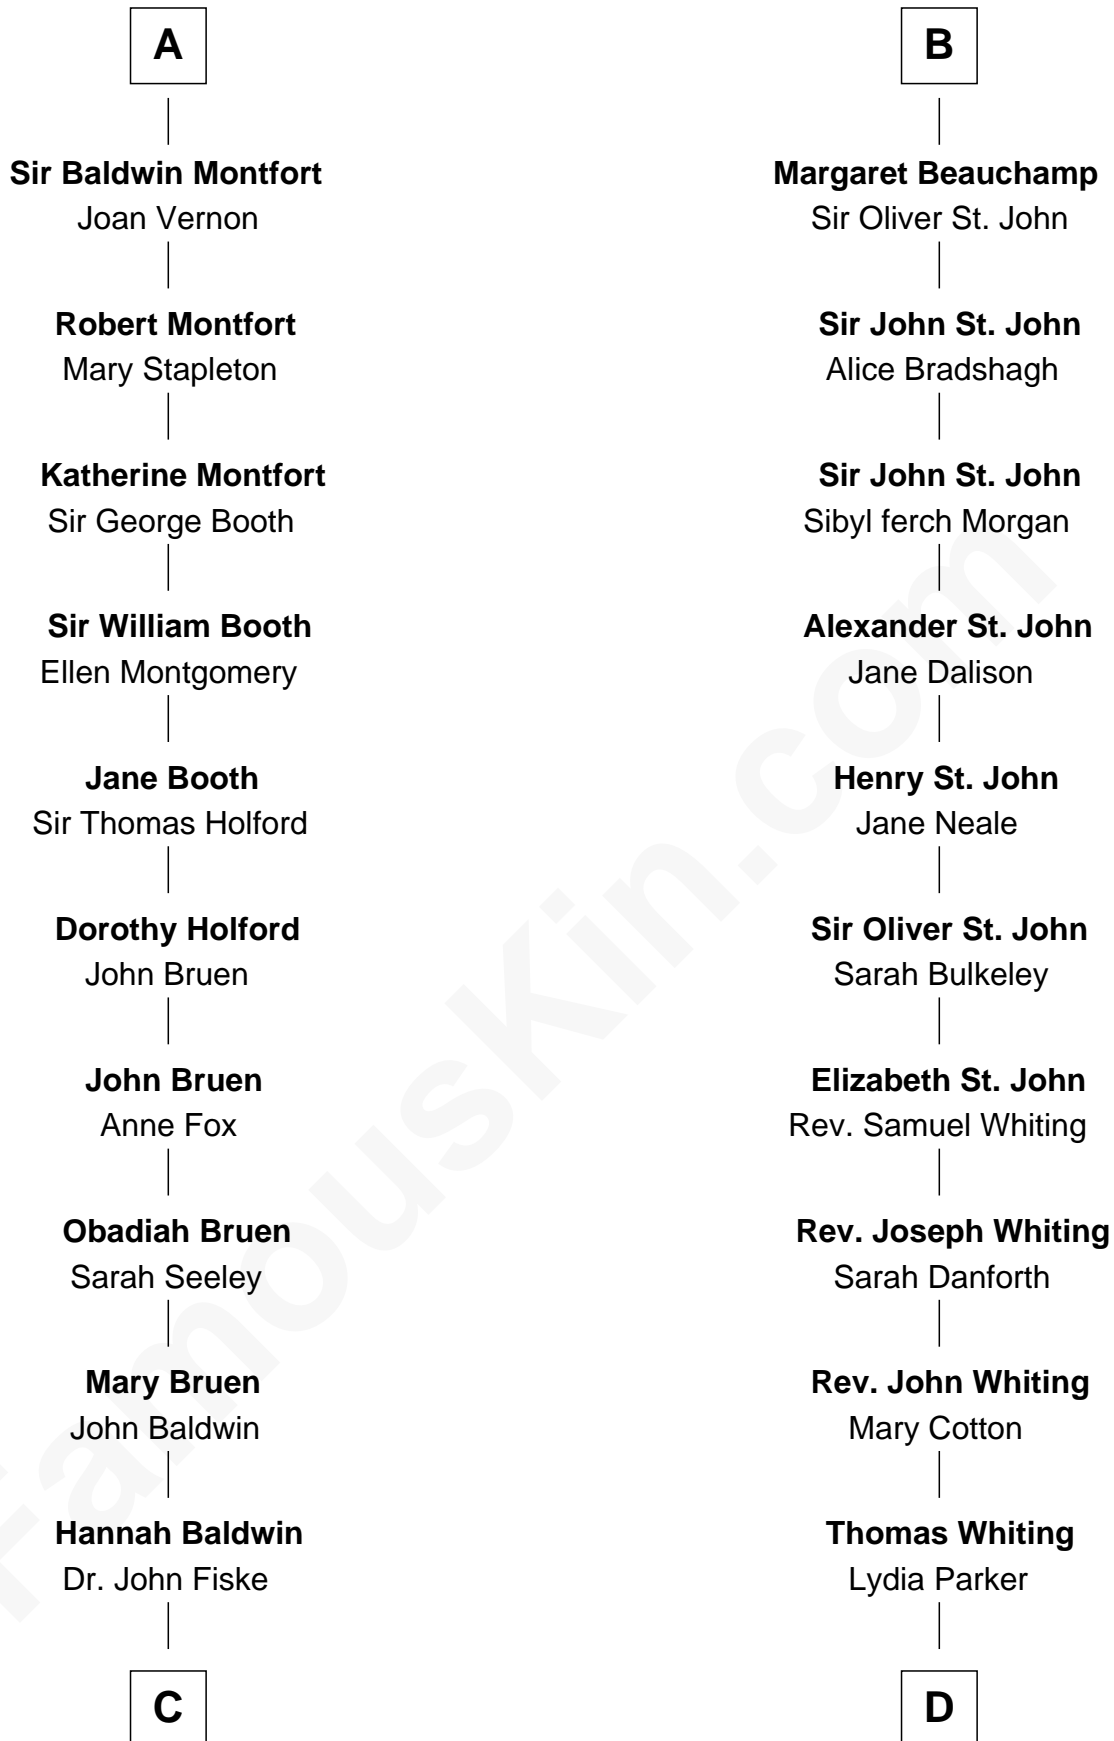 A
Sir Baldwin Montfort
Joan Vernon
Robert Montfort
Mary Stapleton
Katherine Montfort
Sir George Booth
Sir William Booth
Ellen Montgomery
Jane Booth
Sir Thomas Holford
Dorothy Holford
John Bruen
John Bruen
Anne Fox
Obadiah Bruen
Sarah Seeley
Mary Bruen
John Baldwin
Hannah Baldwin
Dr. John Fiske
C
B
Margaret Beauchamp
Sir Oliver St. John
Sir John St. John
Alice Bradshagh
Sir John St. John
Sibyl ferch Morgan
Alexander St. John
Jane Dalison
Henry St. John
Jane Neale
Sir Oliver St. John
Sarah Bulkeley
Elizabeth St. John
Rev. Samuel Whiting
Rev. Joseph Whiting
Sarah Danforth
Rev. John Whiting
Mary Cotton
Thomas Whiting
Lydia Parker
D
FamousKin.com